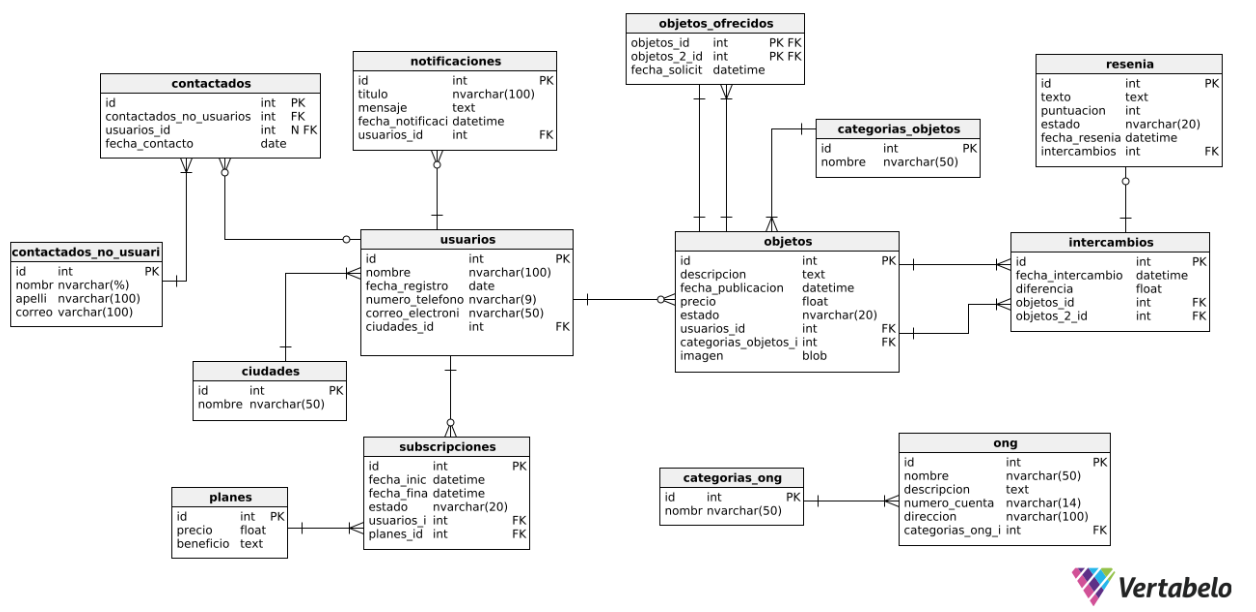 objetos_ofrecidos
objetos_id int PK FK
objetos_2_id int PK FK
fecha_solicit datetime
notificaciones
id int PK
titulo nvarchar(100)
mensaje text
fecha_notificaci datetime
usuarios_id int FK
resenia
id int PK
texto text
puntuacion int
estado nvarchar(20)
fecha_resenia datetime
intercambios int FK
contactados
id int PK
contactados_no_usuarios int FK
usuarios_id int N FK
fecha_contacto date
categorias_objetos
id int PK
nombre nvarchar(50)
contactados_no_usuari
id int PK
nombr nvarchar(%)
apelli nvarchar(100)
correo varchar(100)
usuarios
id int PK
nombre nvarchar(100)
fecha_registro date
numero_telefono nvarchar(9)
correo_electroni nvarchar(50)
ciudades_id int FK
objetos
id int PK
descripcion text
fecha_publicacion datetime
precio float
estado nvarchar(20)
usuarios_id int FK
categorias_objetos_i int FK
imagen blob
intercambios
id int PK
fecha_intercambio datetime
diferencia float
objetos_id int FK
objetos_2_id int FK
ciudades
id int PK
nombre nvarchar(50)
subscripciones
id int PK
fecha_inic datetime
fecha_fina datetime
estado nvarchar(20)
usuarios_i int FK
planes_id int FK
planes
id int PK
precio float
beneficio text
categorias_ong
id int PK
nombr nvarchar(50)
ong
id int PK
nombre nvarchar(50)
descripcion text
numero_cuenta nvarchar(14)
direccion nvarchar(100)
categorias_ong_i int FK
Vertabelo